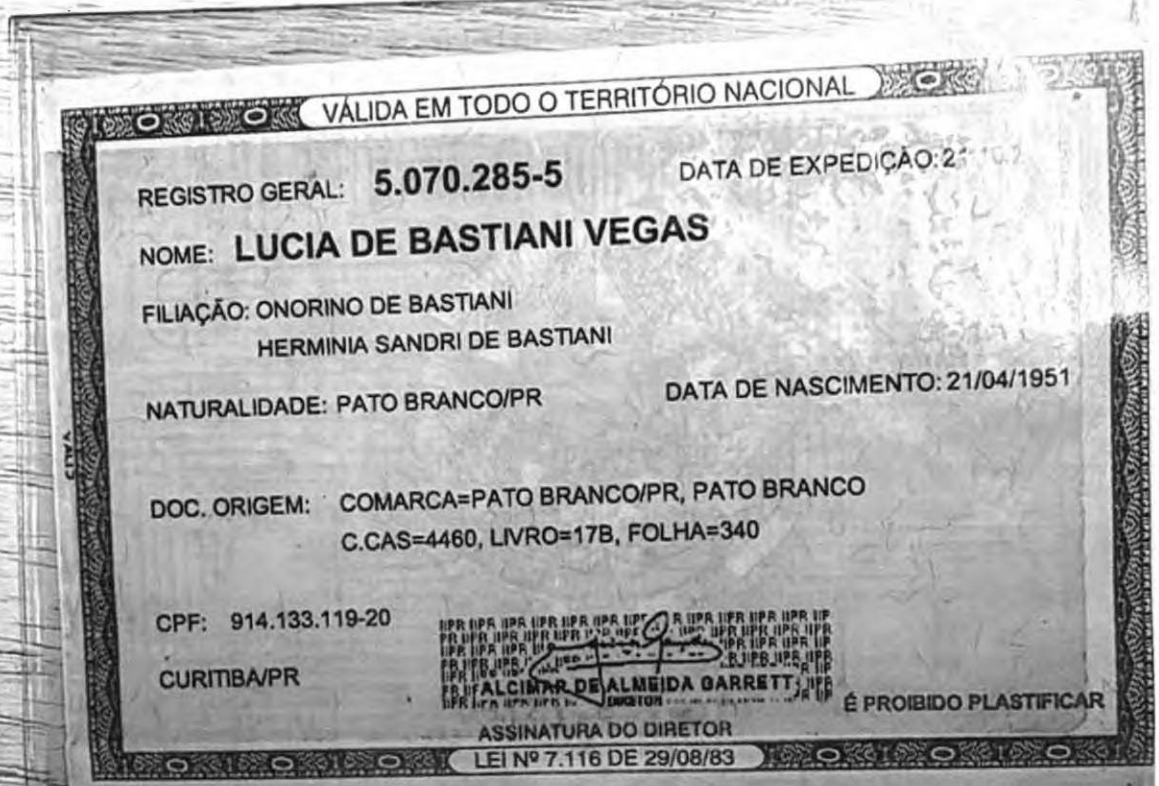 VÁLIDA EM TODO O TERRITÓRIO NACIONAL
REGISTRO GERAL: 5.070.285-5 DATA DE EXPEDIÇÃO:
NOME: LUCIA DE BASTIANI VEGAS
FILIAÇÃO: ONORINO DE BASTIANI
HERMINIA SANDRI DE BASTIANI
NATURALIDADE: PATO BRANCO/PR DATA DE NASCIMENTO: 21/04/1951
DOC. ORIGEM: COMARCA=PATO BRANCO/PR, PATO BRANCO
C.CAS=4460, LIVRO=17B, FOLHA=340
CPF: 914.133.119-20
CURITIBA/PR
ALCIMAR DE ALMEIDA GARRETT
É PROIBIDO PLASTIFICAR
ASSINATURA DO DIRETOR
LEI Nº 7.116 DE 29/08/83